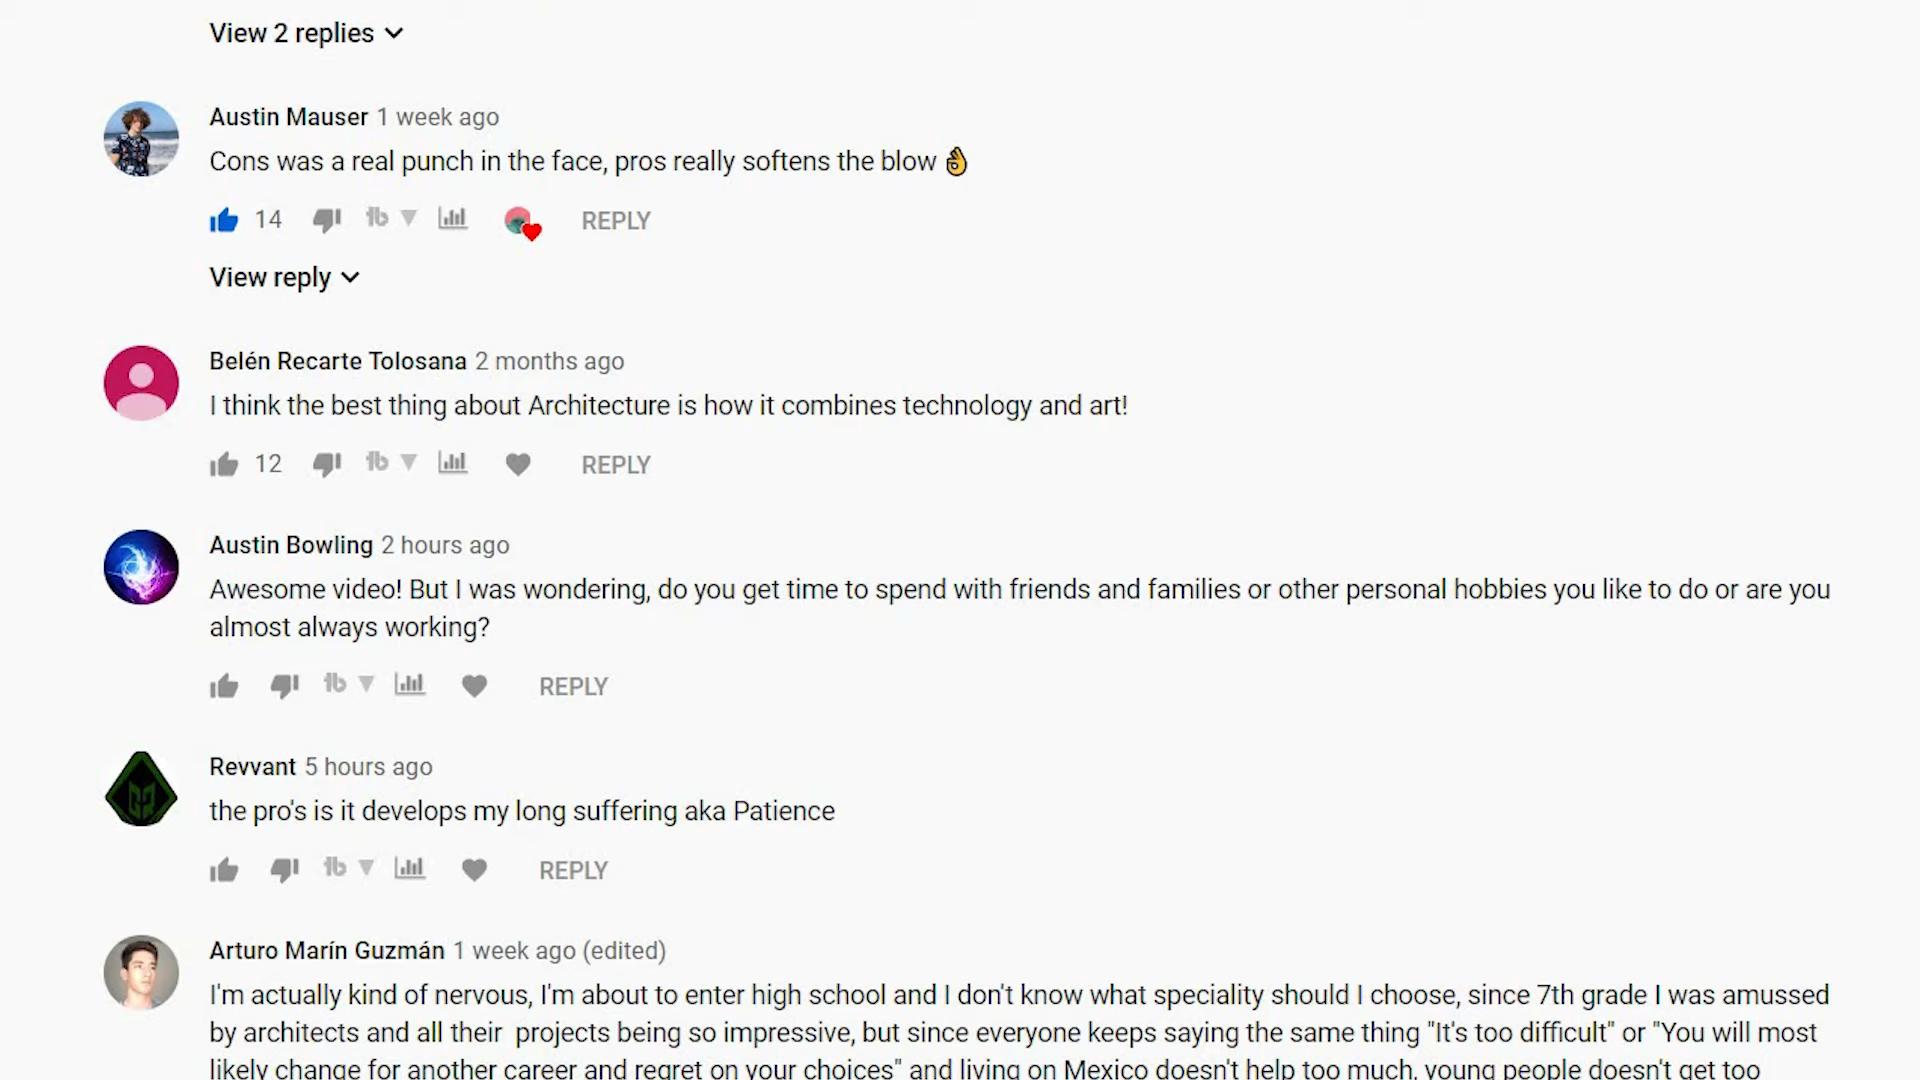 View 2 replies
Austin Mauser 1 week ago
Cons was a real punch in the face, pros really softens the blow 👌
14 REPLY
View reply
Belén Recarte Tolosana 2 months ago
I think the best thing about Architecture is how it combines technology and art!
12 REPLY
Austin Bowling 2 hours ago
Awesome video! But I was wondering, do you get time to spend with friends and families or other personal hobbies you like to do or are you
almost always working?
REPLY
Revvant 5 hours ago
the pro's is it develops my long suffering aka Patience
REPLY
Arturo Marín Guzmán 1 week ago (edited)
I'm actually kind of nervous, I'm about to enter high school and I don't know what speciality should I choose, since 7th grade I was amussed
by architects and all their projects being so impressive, but since everyone keeps saying the same thing "It's too difficult" or "You will most
likely change for another career and regret on your choices" and living on Mexico doesn't help too much, young people doesn't get too